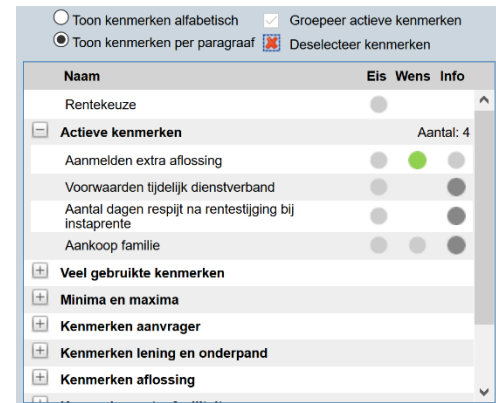 Toon kenmerken alfabetisch Groepeer actieve kenmerken
Toon kenmerken per paragraaf Deselecteer kenmerken
Naam Eis Wens Info
Rentekeuze
Actieve kenmerken Aantal: 4
Aanmelden extra aflossing
Voorwaarden tijdelijk dienstverband
Aantal dagen respijt na rentestijging bij
instaprente
Aankoop familie
Veel gebruikte kenmerken
Minima en maxima
Kenmerken aanvrager
Kenmerken lening en onderpand
Kenmerken aflossing